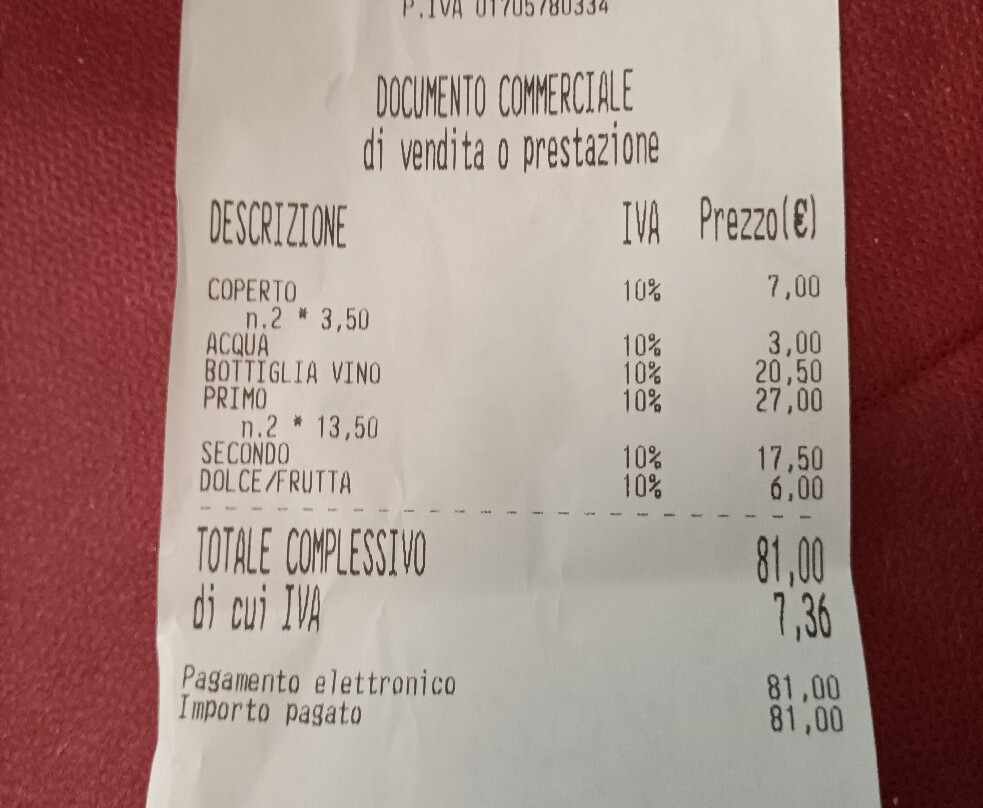 P.IVA 01705780334
DOCUMENTO COMMERCIALE
di vendita o prestazione
DESCRIZIONE IVA Prezzo(€)
COPERTO 10% 7,00
n.2 * 3,50
ACQUA 10% 3,00
BOTTIGLIA VINO 10% 20,50
PRIMO 10% 27,00
n.2 * 13,50
SECONDO 10% 17,50
DOLCE/FRUTTA 10% 6,00
TOTALE COMPLESSIVO 81,00
di cui IVA 7,36
Pagamento elettronico 81,00
Importo pagato 81,00